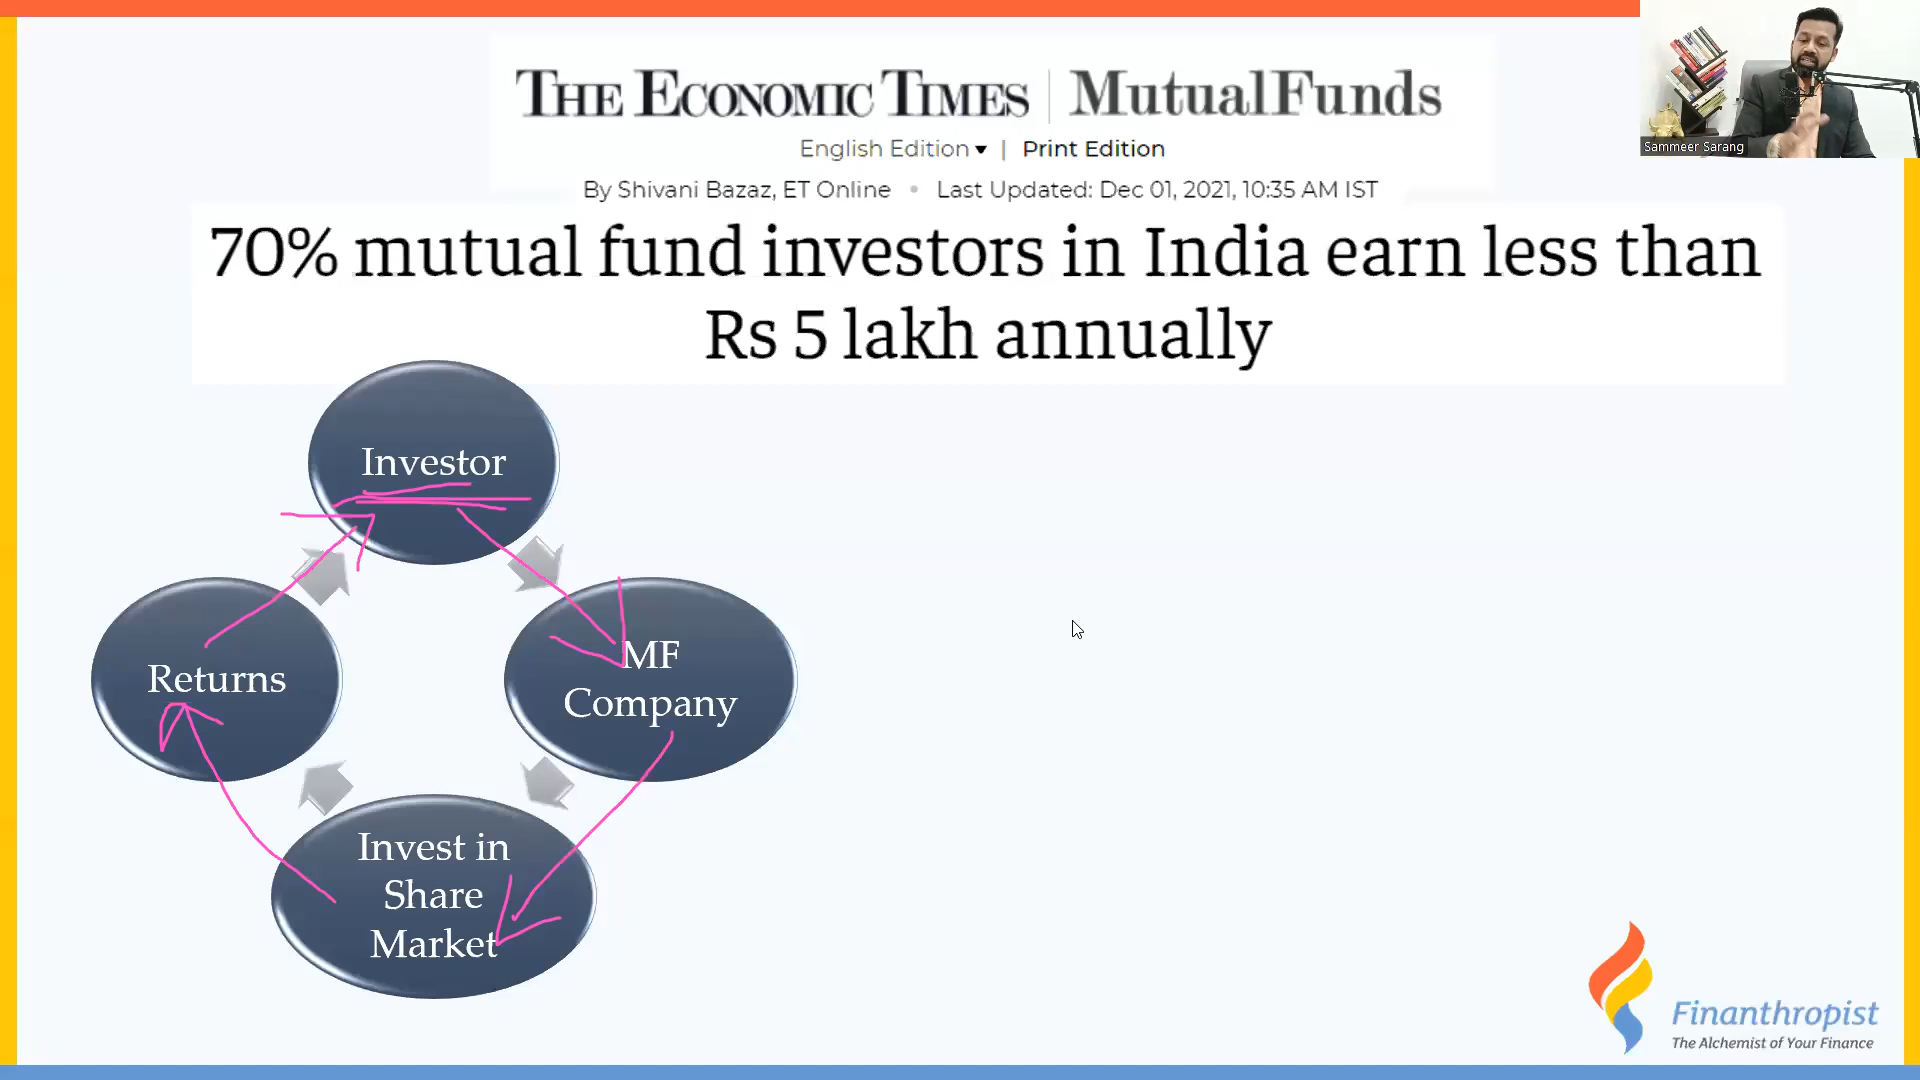 THE ECONOMIC TIMES | MutualFunds
English Edition ▾ | Print Edition
By Shivani Bazaz, ET Online • Last Updated: Dec 01, 2021, 10:35 AM IST
70% mutual fund investors in India earn less than
Rs 5 lakh annually
Sammeer Sarang
Investor
MF
Company
Invest in
Share
Market
Returns
Finanthropist
The Alchemist of Your Finance